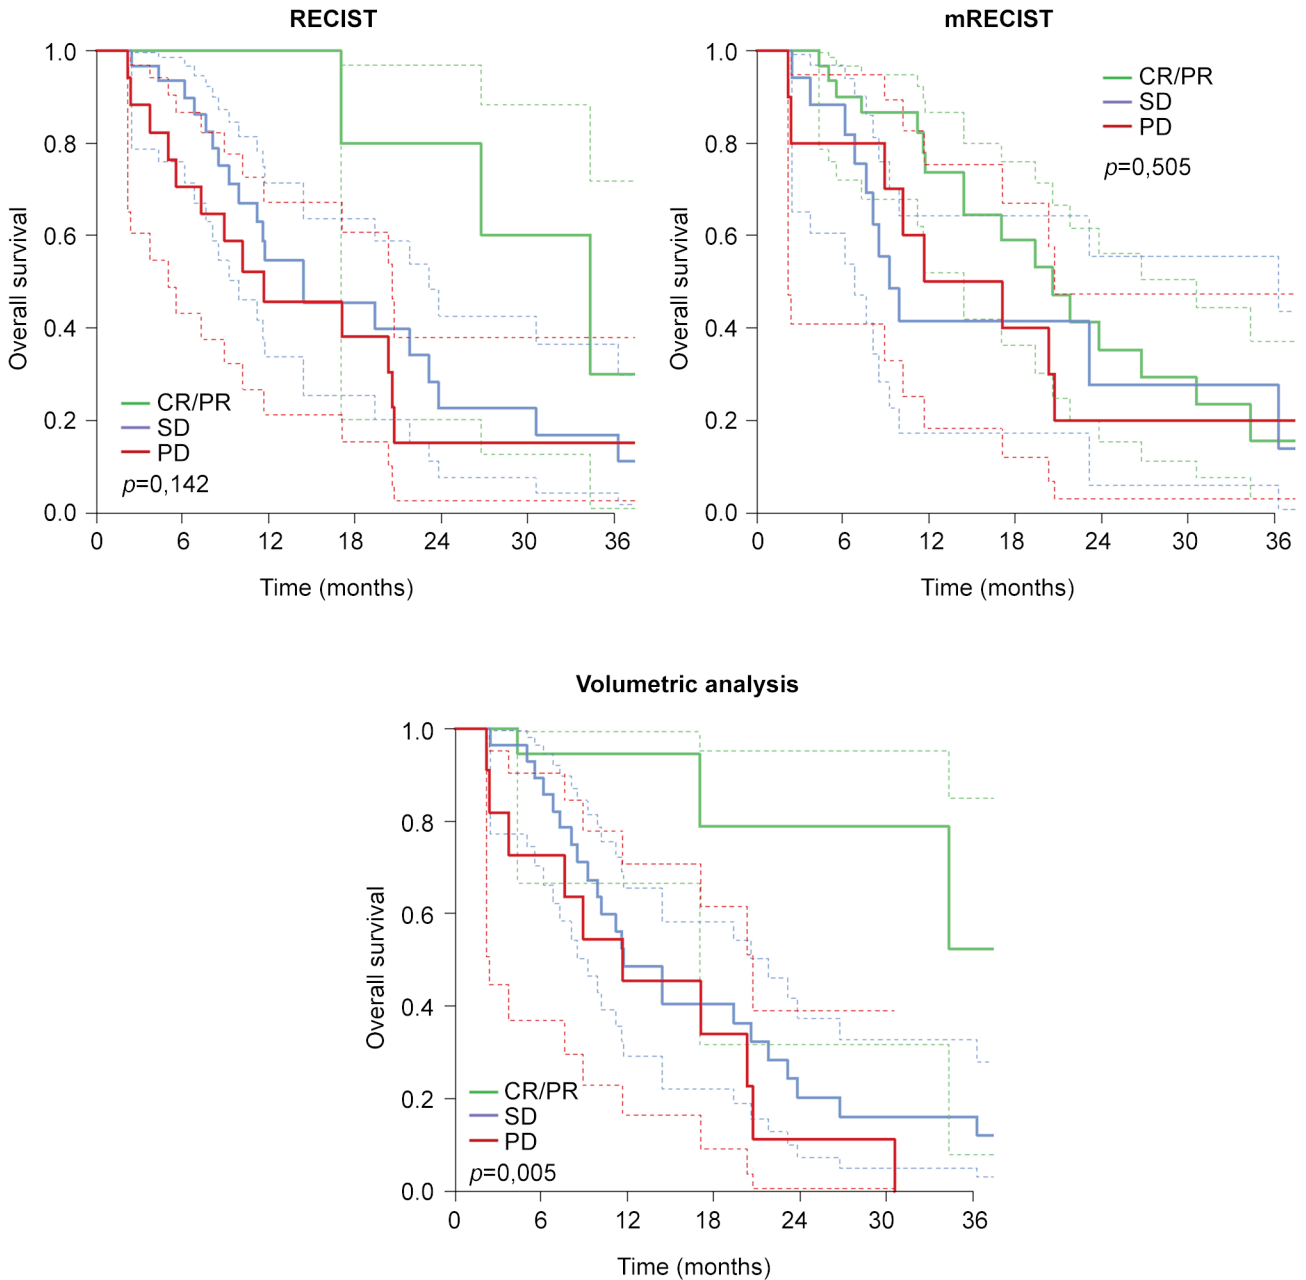 RECIST
1.0
0.8
0.6
0.4
0.2
0.0
Overall survival
CR/PR
SD
PD
p=0,142
0 6 12 18 24 30 36
Time (months)
mRECIST
1.0
0.8
0.6
0.4
0.2
0.0
Overall survival
CR/PR
SD
PD
p=0,505
0 6 12 18 24 30 36
Time (months)
Volumetric analysis
1.0
0.8
0.6
0.4
0.2
0.0
Overall survival
CR/PR
SD
PD
p=0,005
0 6 12 18 24 30 36
Time (months)